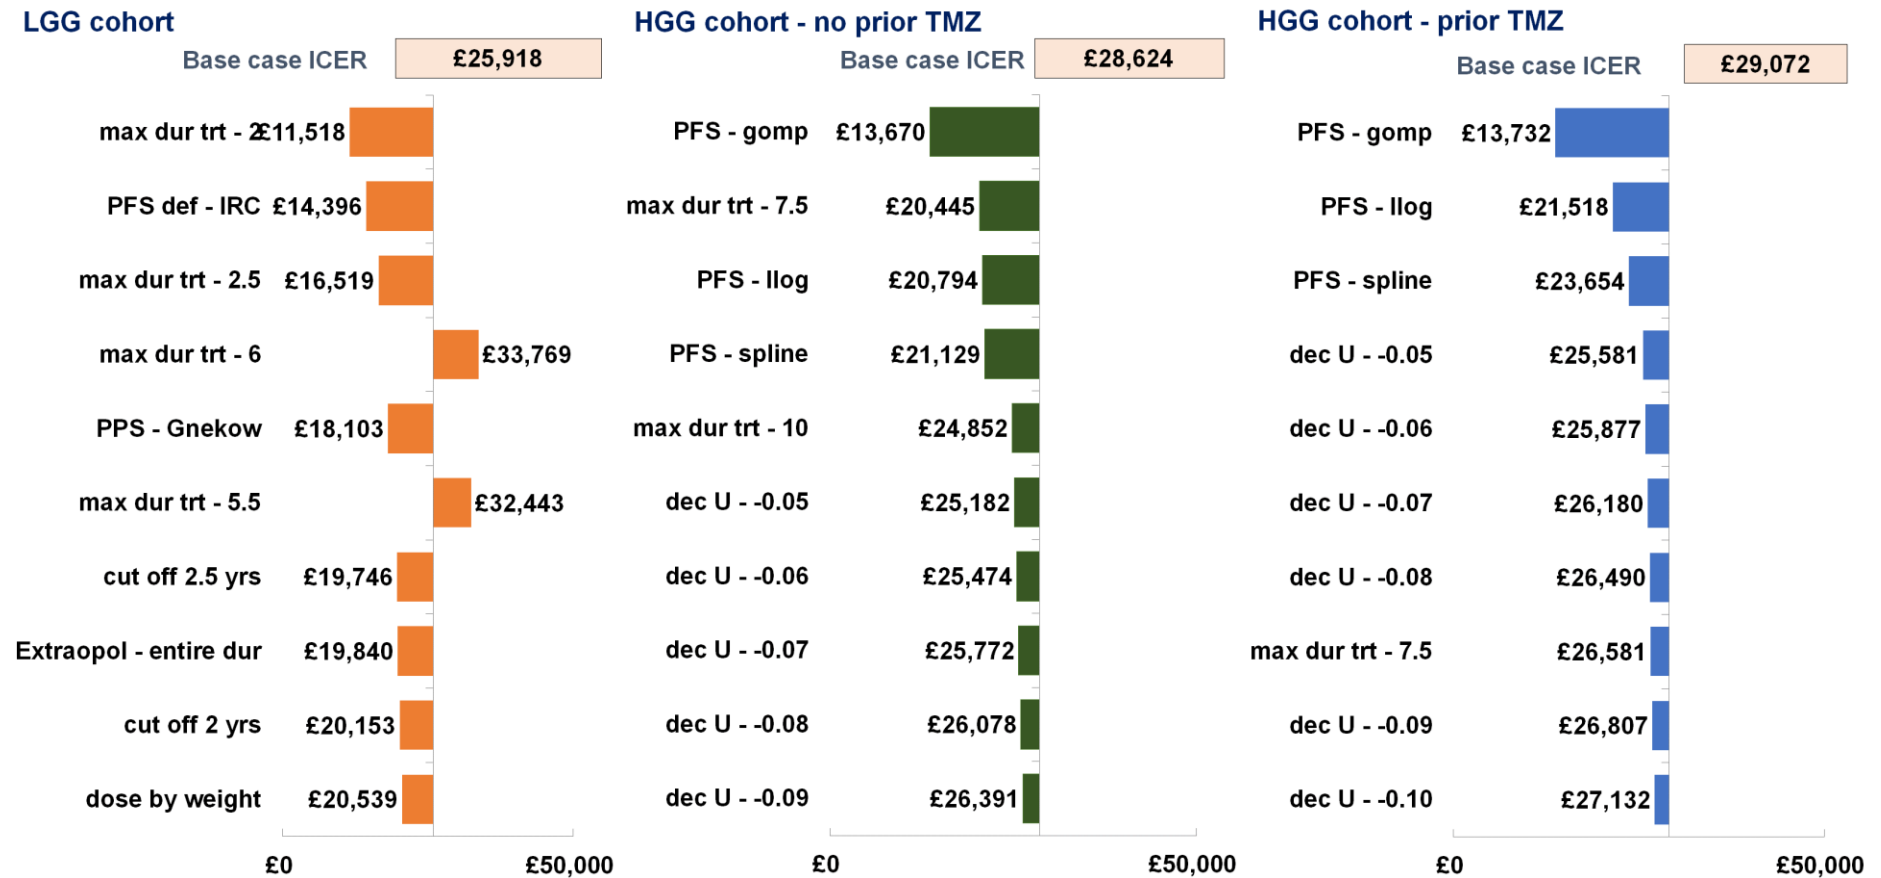 LGG cohort
Base case ICER £25,918
max dur trt - 2 £11,518
PFS def - IRC £14,396
max dur trt - 2.5 £16,519
max dur trt - 6 £33,769
PPS - Gnekow £18,103
max dur trt - 5.5 £32,443
cut off 2.5 yrs £19,746
Extraopol - entire dur £19,840
cut off 2 yrs £20,153
dose by weight £20,539
£0 £50,000
HGG cohort - no prior TMZ
Base case ICER £28,624
PFS - gomp £13,670
max dur trt - 7.5 £20,445
PFS - llog £20,794
PFS - spline £21,129
max dur trt - 10 £24,852
dec U - -0.05 £25,182
dec U - -0.06 £25,474
dec U - -0.07 £25,772
dec U - -0.08 £26,078
dec U - -0.09 £26,391
£0 £50,000
HGG cohort - prior TMZ
Base case ICER £29,072
PFS - gomp £13,732
PFS - llog £21,518
PFS - spline £23,654
dec U - -0.05 £25,581
dec U - -0.06 £25,877
dec U - -0.07 £26,180
dec U - -0.08 £26,490
max dur trt - 7.5 £26,581
dec U - -0.09 £26,807
dec U - -0.10 £27,132
£0 £50,000